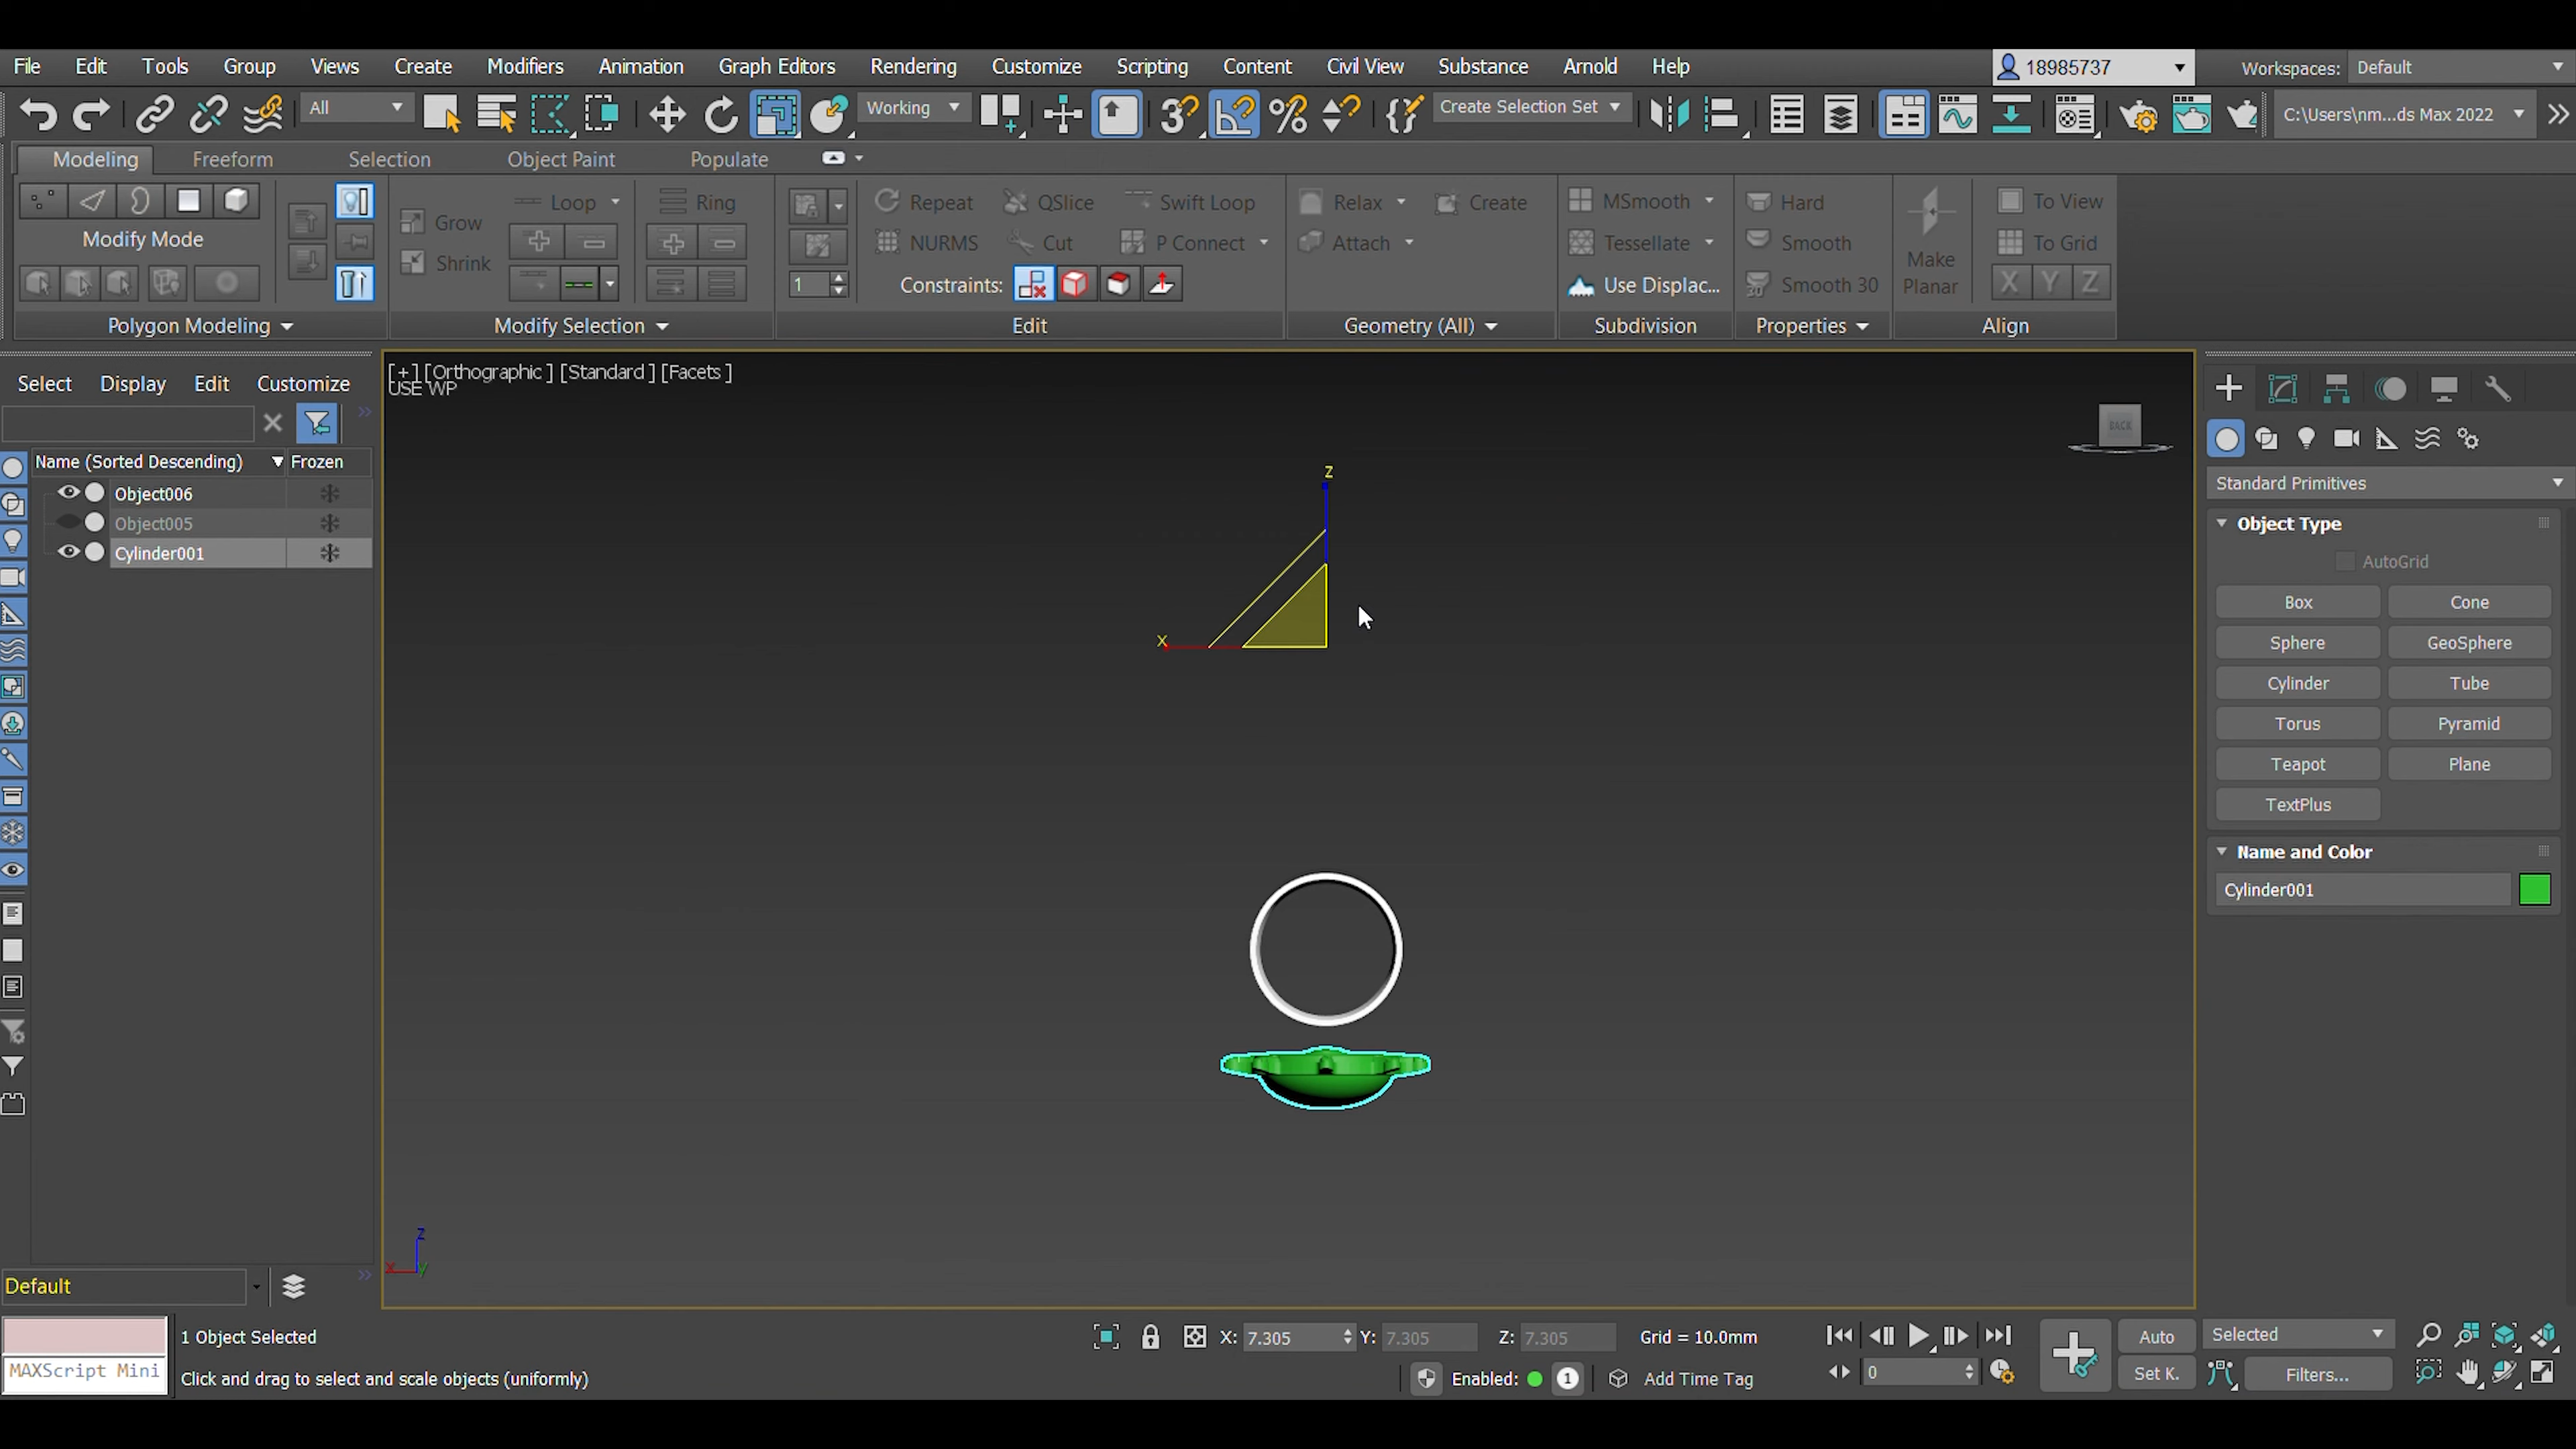 File Edit Tools Group Views Create Modifiers Animation Graph Editors Rendering Customize Scripting Content Civil View Substance Arnold Help 18985737 Workspaces: Default
All Working Create Selection Set C:\Users\nm...ds Max 2022
Modeling Freeform Selection Object Paint Populate
Loop Ring Repeat QSlice Swift Loop Relax Create MSmooth Hard To View
Grow
Modify Mode NURMS Cut P Connect Attach Tessellate Smooth To Grid
Shrink Make
1 Constraints: Use Displac... 30 Smooth 30 Planar X Y Z
Polygon Modeling Modify Selection Edit Geometry (All) Subdivision Properties Align
Select Display Edit Customize
Name (Sorted Descending) Frozen
Object006
Object005
Cylinder001
[+] [Orthographic ] [Standard ] [Facets ]
USE WP
BACK
z
x
z
x y
Standard Primitives
Object Type
AutoGrid
Box Cone
Sphere GeoSphere
Cylinder Tube
Torus Pyramid
Teapot Plane
TextPlus
Name and Color
Cylinder001
Default
1 Object Selected X: 7.305 Y: 7.305 Z: 7.305 Grid = 10.0mm Auto Selected
MAXScript Mini Click and drag to select and scale objects (uniformly) Enabled: 1 Add Time Tag 0 Set K. Filters...